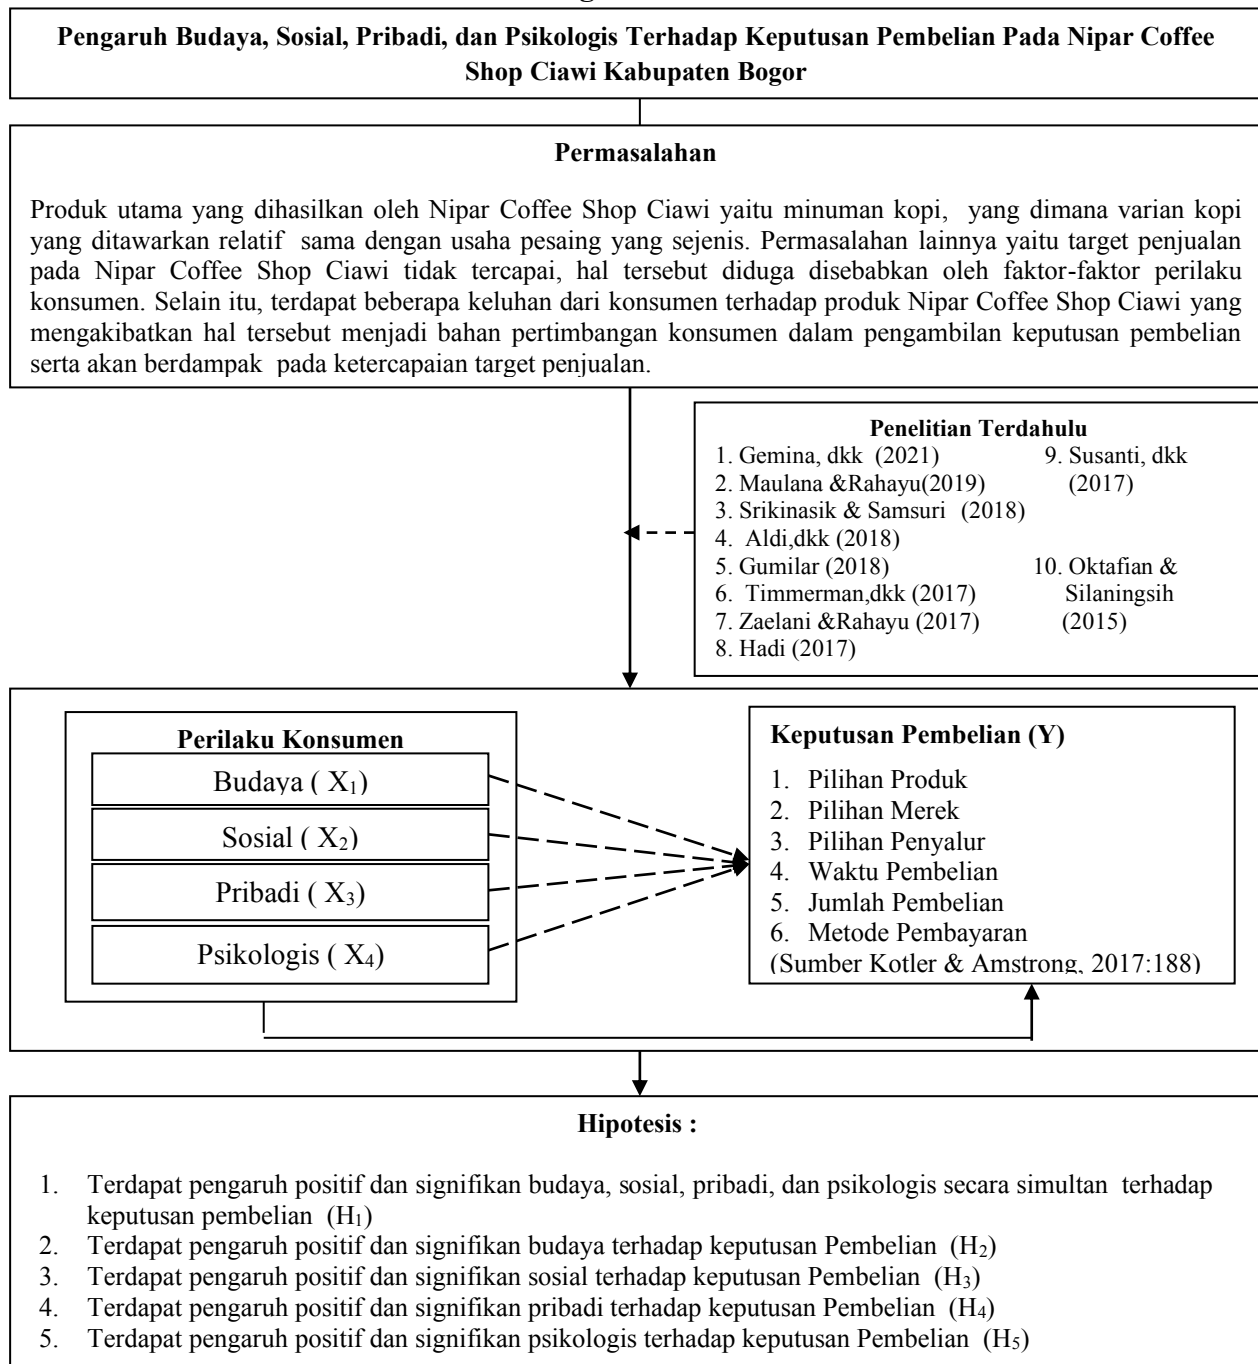 Pengaruh Budaya, Sosial, Pribadi, dan Psikologis Terhadap Keputusan Pembelian Pada Nipar Coffee
Shop Ciawi Kabupaten Bogor
Permasalahan
Produk utama yang dihasilkan oleh Nipar Coffee Shop Ciawi yaitu minuman kopi, yang dimana varian kopi
yang ditawarkan relatif sama dengan usaha pesaing yang sejenis. Permasalahan lainnya yaitu target penjualan
pada Nipar Coffee Shop Ciawi tidak tercapai, hal tersebut diduga disebabkan oleh faktor-faktor perilaku
konsumen. Selain itu, terdapat beberapa keluhan dari konsumen terhadap produk Nipar Coffee Shop Ciawi yang
mengakibatkan hal tersebut menjadi bahan pertimbangan konsumen dalam pengambilan keputusan pembelian
serta akan berdampak pada ketercapaian target penjualan.
Penelitian Terdahulu
1. Gemina, dkk (2021)
2. Maulana &Rahayu(2019)
3. Srikinasik & Samsuri (2018)
4. Aldi,dkk (2018)
5. Gumilar (2018)
6. Timmerman,dkk (2017)
7. Zaelani &Rahayu (2017)
8. Hadi (2017)
9. Susanti, dkk
(2017)
10. Oktafian &
Silaningsih
(2015)
Perilaku Konsumen
Budaya ( X₁)
Sosial ( X₂)
Pribadi ( X₃)
Psikologis ( X₄)
Keputusan Pembelian (Y)
1. Pilihan Produk
2. Pilihan Merek
3. Pilihan Penyalur
4. Waktu Pembelian
5. Jumlah Pembelian
6. Metode Pembayaran
(Sumber Kotler & Amstrong, 2017:188)
Hipotesis :
1. Terdapat pengaruh positif dan signifikan budaya, sosial, pribadi, dan psikologis secara simultan terhadap
keputusan pembelian (H₁)
2. Terdapat pengaruh positif dan signifikan budaya terhadap keputusan Pembelian (H₂)
3. Terdapat pengaruh positif dan signifikan sosial terhadap keputusan Pembelian (H₃)
4. Terdapat pengaruh positif dan signifikan pribadi terhadap keputusan Pembelian (H₄)
5. Terdapat pengaruh positif dan signifikan psikologis terhadap keputusan Pembelian (H₅)